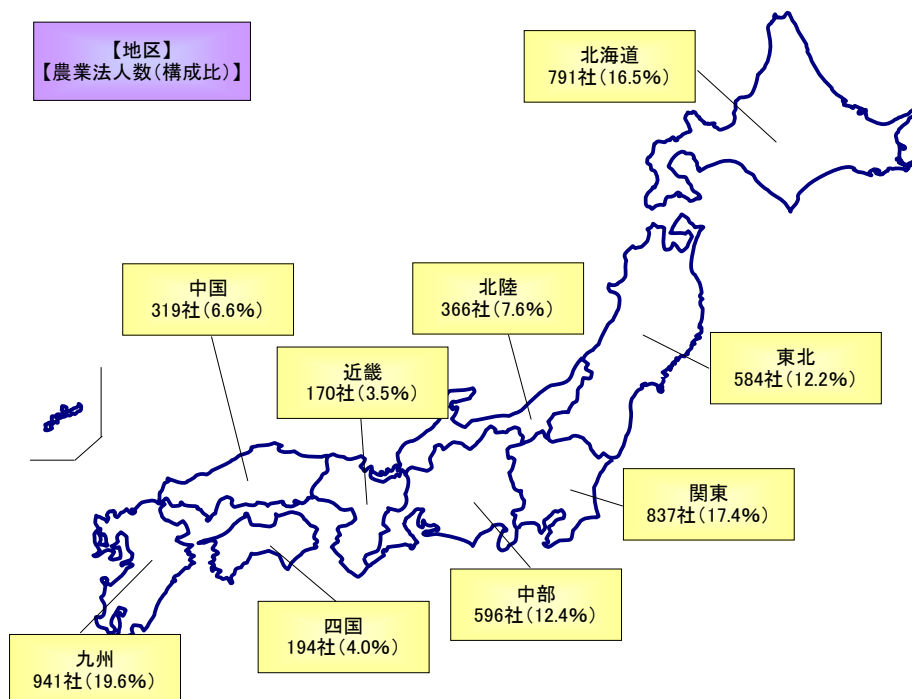 【地区】
【農業法人数(構成比)】
北海道
791社(16.5%)
中国
319社(6.6%)
北陸
366社(7.6%)
東北
584社(12.2%)
近畿
170社(3.5%)
関東
837社(17.4%)
中部
596社(12.4%)
四国
194社(4.0%)
九州
941社(19.6%)